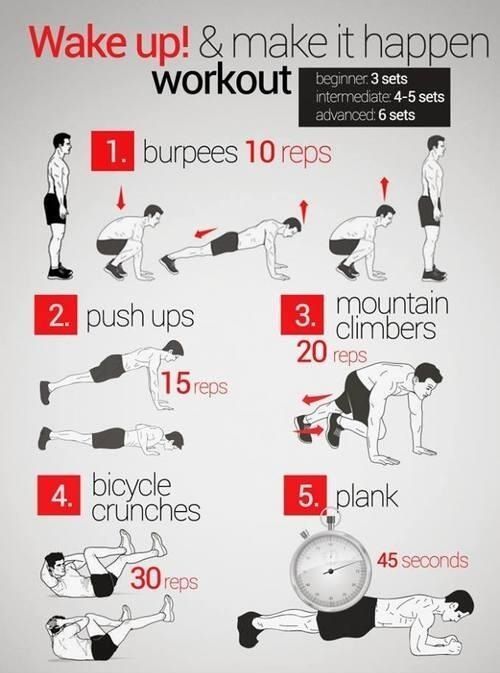 Wake up! & make it happen
workout
beginner: 3 sets
intermediate: 4-5 sets
advanced: 6 sets
1. burpees 10 reps
2. push ups
15 reps
3. mountain
climbers
20 reps
4. bicycle
crunches
30 reps
5. plank
45 seconds